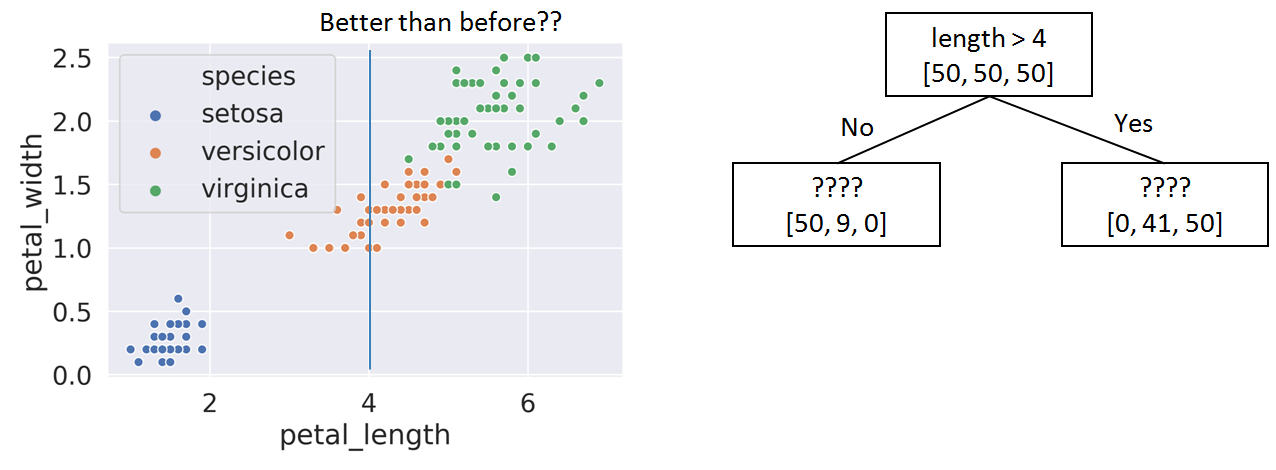 Better than before??
2.5
2.0
1.5
1.0
0.5
0.0
petal_width
species
setosa
versicolor
virginica
2
4
6
petal_length
length > 4
[50, 50, 50]
No
Yes
????
[50, 9, 0]
????
[0, 41, 50]